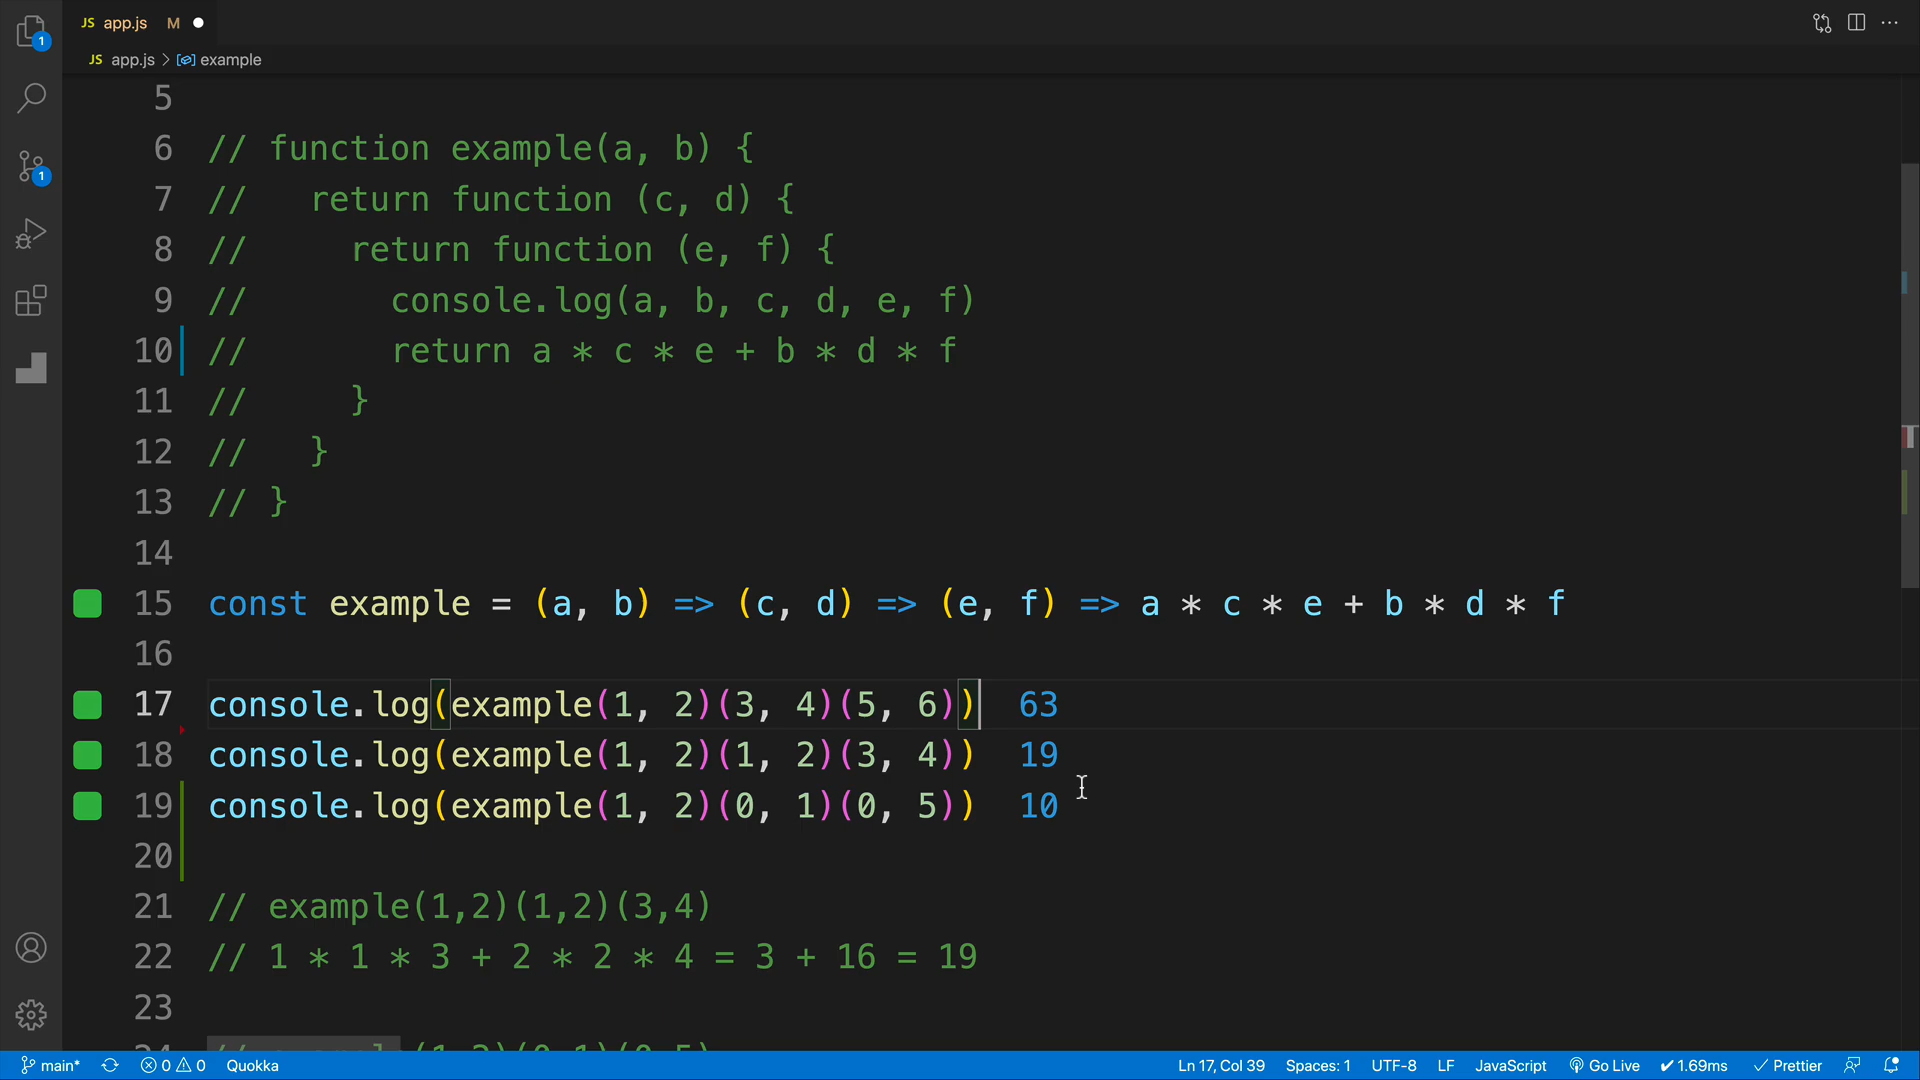 1
JS app.js M
JS app.js > example
5
6 // function example(a, b) {
7 //   return function (c, d) {
8 //     return function (e, f) {
9 //       console.log(a, b, c, d, e, f)
10 //       return a * c * e + b * d * f
11 //     }
12 //   }
13 // }
14
15 const example = (a, b) => (c, d) => (e, f) => a * c * e + b * d * f
16
17 console.log(example(1, 2)(3, 4)(5, 6)) 63
18 console.log(example(1, 2)(1, 2)(3, 4)) 19
19 console.log(example(1, 2)(0, 1)(0, 5)) 10
20
21 // example(1,2)(1,2)(3,4)
22 // 1 * 1 * 3 + 2 * 2 * 4 = 3 + 16 = 19
23
1
main* 0 0 Quokka Ln 17, Col 39 Spaces: 1 UTF-8 LF JavaScript Go Live ✓ 1.69ms ✓ Prettier